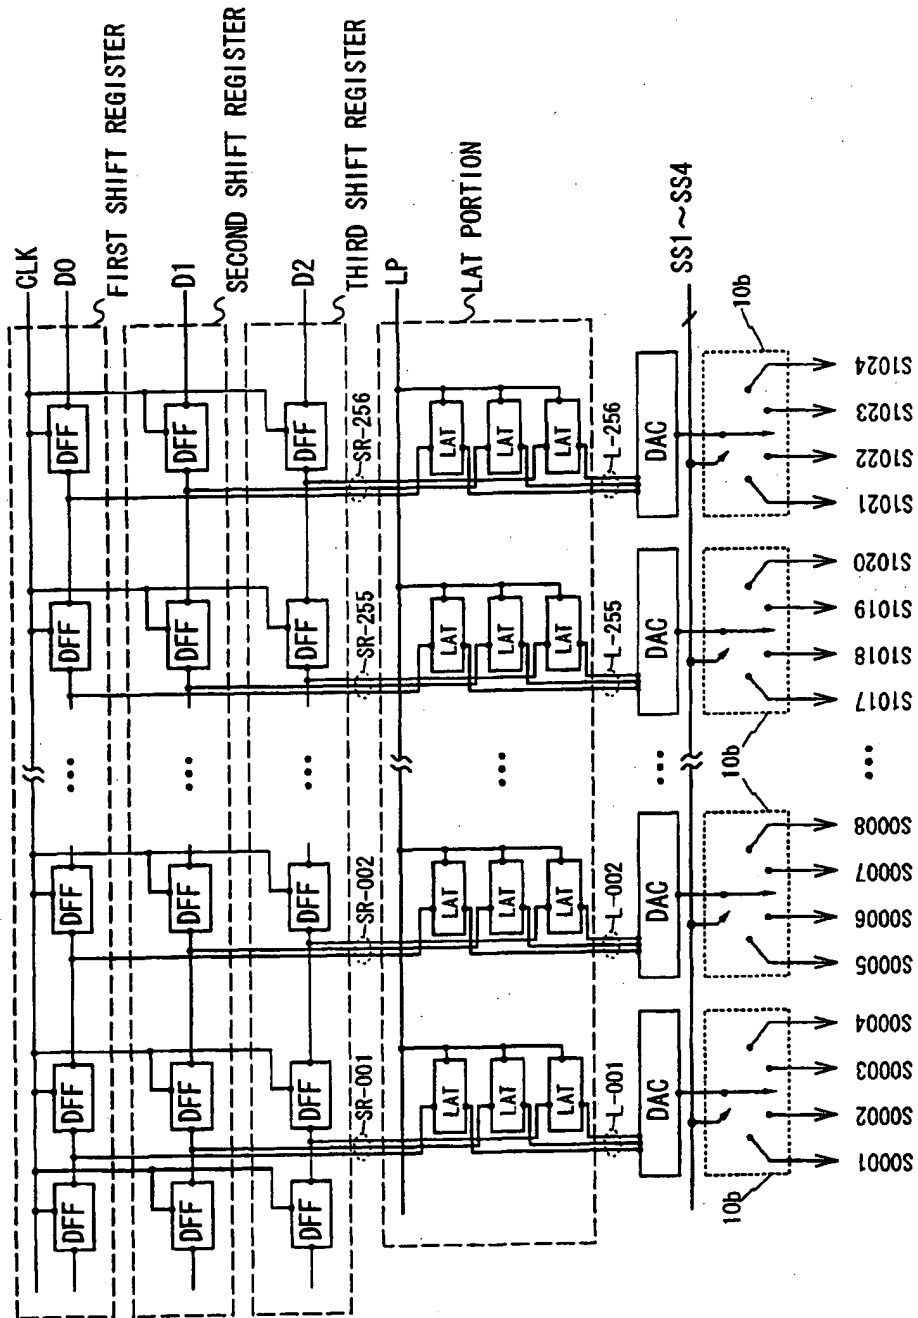 CLK
D0
FIRST SHIFT REGISTER
D1
SECOND SHIFT REGISTER
D2
THIRD SHIFT REGISTER
LP
LAT PORTION
SS1~SS4
DFF DFF DFF DFF DFF
DFF DFF DFF DFF DFF
DFF DFF DFF DFF DFF
...
...
...
SR-001 SR-002 SR-255 SR-256
LAT LAT LAT LAT
LAT LAT LAT LAT
LAT LAT LAT LAT
...
L-001 L-002 L-255 L-256
DAC DAC ... DAC DAC
10b 10b 10b 10b
S0001 S0002 S0003 S0004 S0005 S0006 S0007 S0008 ... S1017 S1018 S1019 S1020 S1021 S1022 S1023 S1024